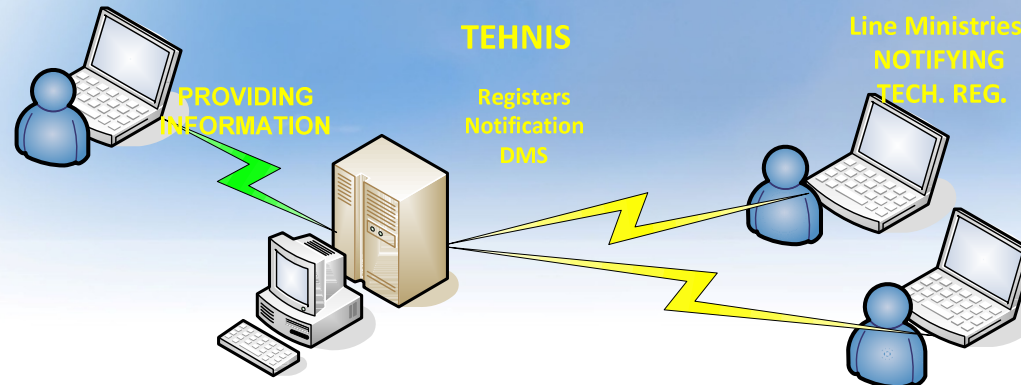 TEHNIS
Registers
Notification
DMS
PROVIDING
INFORMATION
Line Ministries
NOTIFYING
TECH. REG.